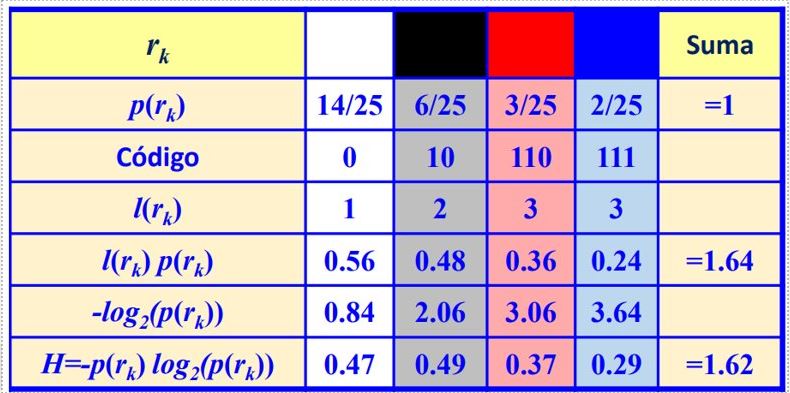 r_k Suma
p(r_k) 14/25 6/25 3/25 2/25 =1
Código 0 10 110 111
l(r_k) 1 2 3 3
l(r_k) p(r_k) 0.56 0.48 0.36 0.24 =1.64
-log_2(p(r_k)) 0.84 2.06 3.06 3.64
H=-p(r_k) log_2(p(r_k)) 0.47 0.49 0.37 0.29 =1.62